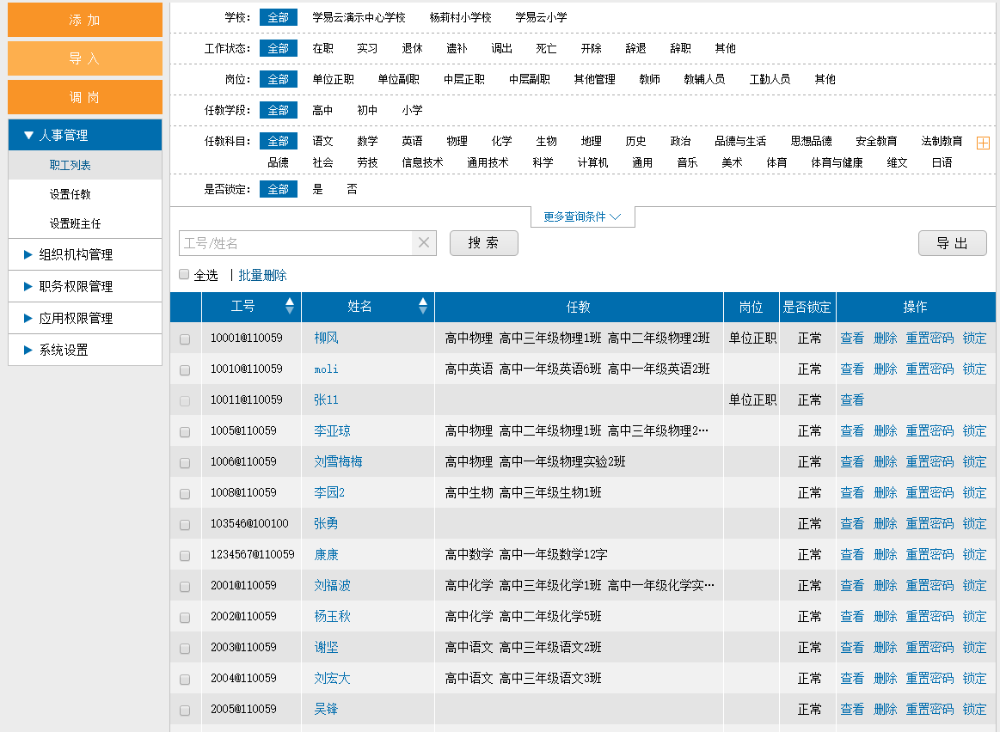 添 加
导 入
调 岗
人事管理
职工列表
设置任教
设置班主任
组织机构管理
职务权限管理
应用权限管理
系统设置
学校: 全部 学易云演示中心学校 杨莉村小学校 学易云小学
工作状态: 全部 在职 实习 退休 遗补 调出 死亡 开除 辞退 辞职 其他
岗位: 全部 单位正职 单位副职 中层正职 中层副职 其他管理 教师 教辅人员 工勤人员 其他
任教学段: 全部 高中 初中 小学
任教科目: 全部 语文 数学 英语 物理 化学 生物 地理 历史 政治 品德与生活 思想品德 安全教育 法制教育
品德 社会 劳技 信息技术 通用技术 科学 计算机 通用 音乐 美术 体育 体育与健康 维文 日语
是否锁定: 全部 是 否
更多查询条件
工号/姓名 搜 索 导 出
全选 | 批量删除
工号 姓名 任教 岗位 是否锁定 操作
10001@110059 柳风 高中物理 高中三年级物理1班 高中二年级物理2班 单位正职 正常 查看 删除 重置密码 锁定
10010@110059 moli 高中英语 高中一年级英语6班 高中一年级英语2班 正常 查看 删除 重置密码 锁定
10011@110059 张11 单位正职 正常 查看
1005@110059 李亚琼 高中物理 高中二年级物理1班 高中三年级物理2… 正常 查看 删除 重置密码 锁定
1006@110059 刘雪梅梅 高中物理 高中一年级物理实验2班 正常 查看 删除 重置密码 锁定
1008@110059 李园2 高中生物 高中三年级生物1班 正常 查看 删除 重置密码 锁定
103546@100100 张勇 正常 查看 删除 重置密码 锁定
1234567@110059 康康 高中数学 高中一年级数学12字 正常 查看 删除 重置密码 锁定
2001@110059 刘福波 高中化学 高中三年级化学1班 高中一年级化学实… 正常 查看 删除 重置密码 锁定
2002@110059 杨玉秋 高中化学 高中二年级化学5班 正常 查看 删除 重置密码 锁定
2003@110059 谢坚 高中语文 高中三年级语文2班 正常 查看 删除 重置密码 锁定
2004@110059 刘宏大 高中语文 高中三年级语文3班 正常 查看 删除 重置密码 锁定
2005@110059 吴锋 正常 查看 删除 重置密码 锁定